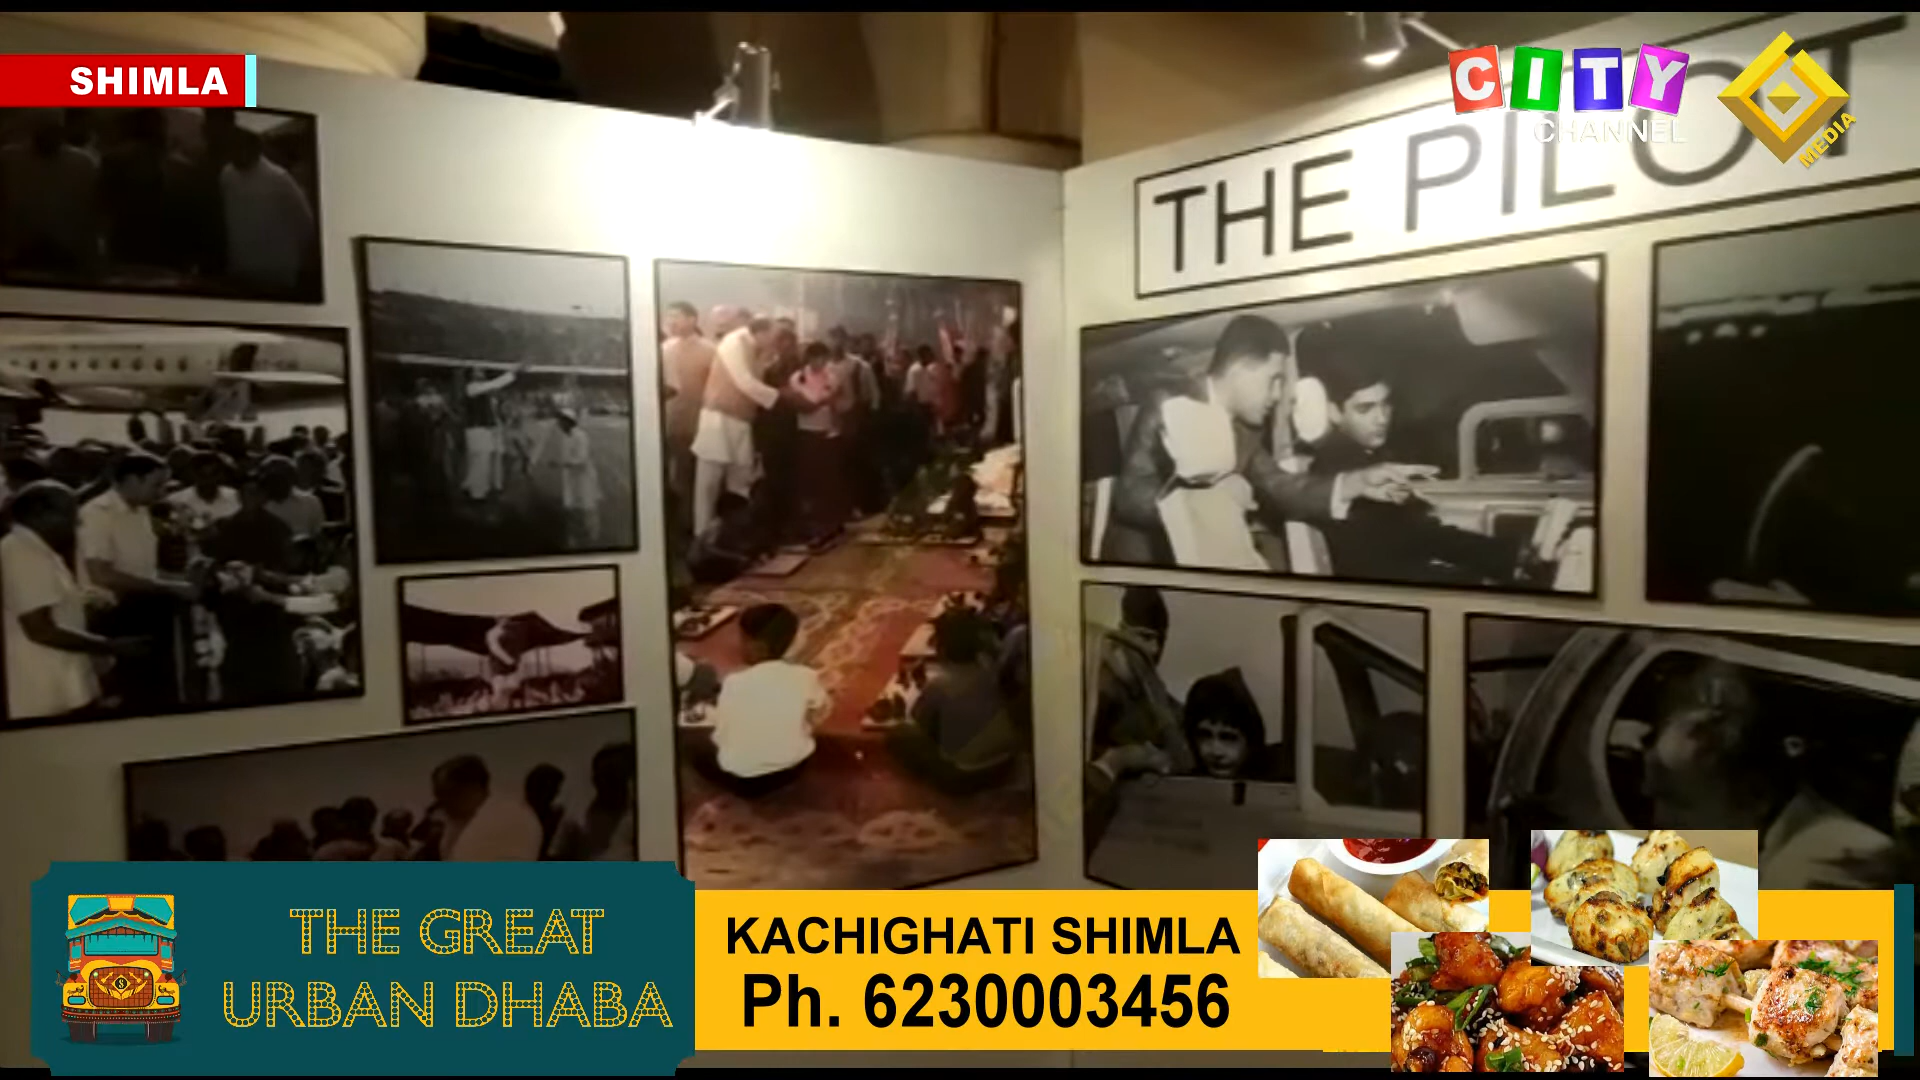 SHIMLA
CITY
CHANNEL
MEDIA
THE PILOT
THE GREAT
URBAN DHABA
KACHIGHATI SHIMLA
Ph. 6230003456